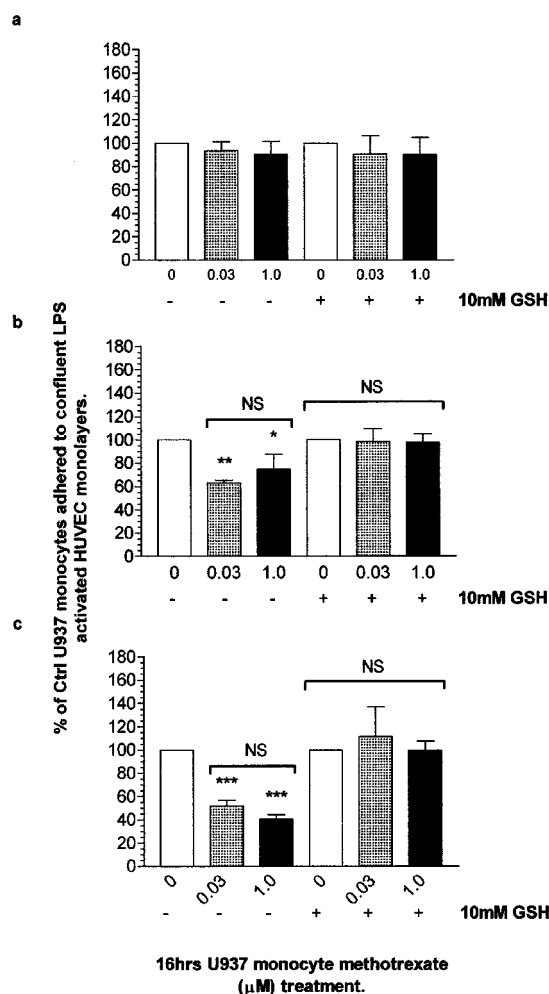 a
180
160
140
120
100
80
60
40
20
0
0 0.03 1.0 0 0.03 1.0
- - - + + + 10mM GSH
b
180
160
140
120
100
80
60
40
20
0
NS
NS
** *
0 0.03 1.0 0 0.03 1.0
- - - + + + 10mM GSH
c
180
160
140
120
100
80
60
40
20
0
NS
NS
*** ***
0 0.03 1.0 0 0.03 1.0
- - - + + + 10mM GSH
% of Ctrl U937 monocytes adhered to confluent LPS
activated HUVEC monolayers.
16hrs U937 monocyte methotrexate
(μM) treatment.